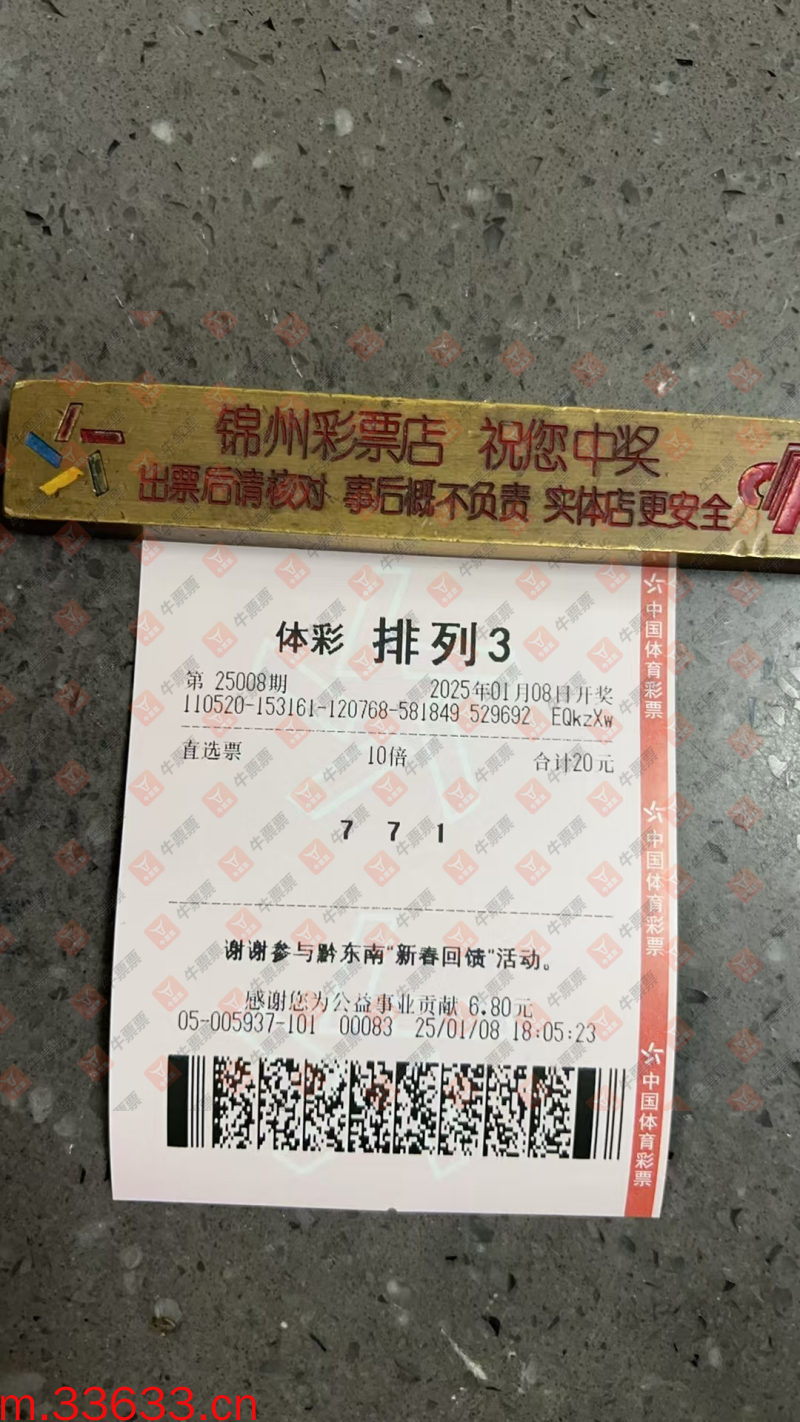 锦州彩票店 祝您中奖
出票后请核对 事后概不负责 实体店更安全
体彩 排列3
第 25008期 2025年01月08日开奖
110520-153161-120768-581849 529692 EQkzXw
直选票 10倍 合计20元
7 7 1
谢谢参与黔东南“新春回馈”活动。
感谢您为公益事业贡献 6.80元
05-005937-101 00083 25/01/08 18:05:23
中国体育彩票
中国体育彩票
中国体育彩票
牛票票
m.33633.cn